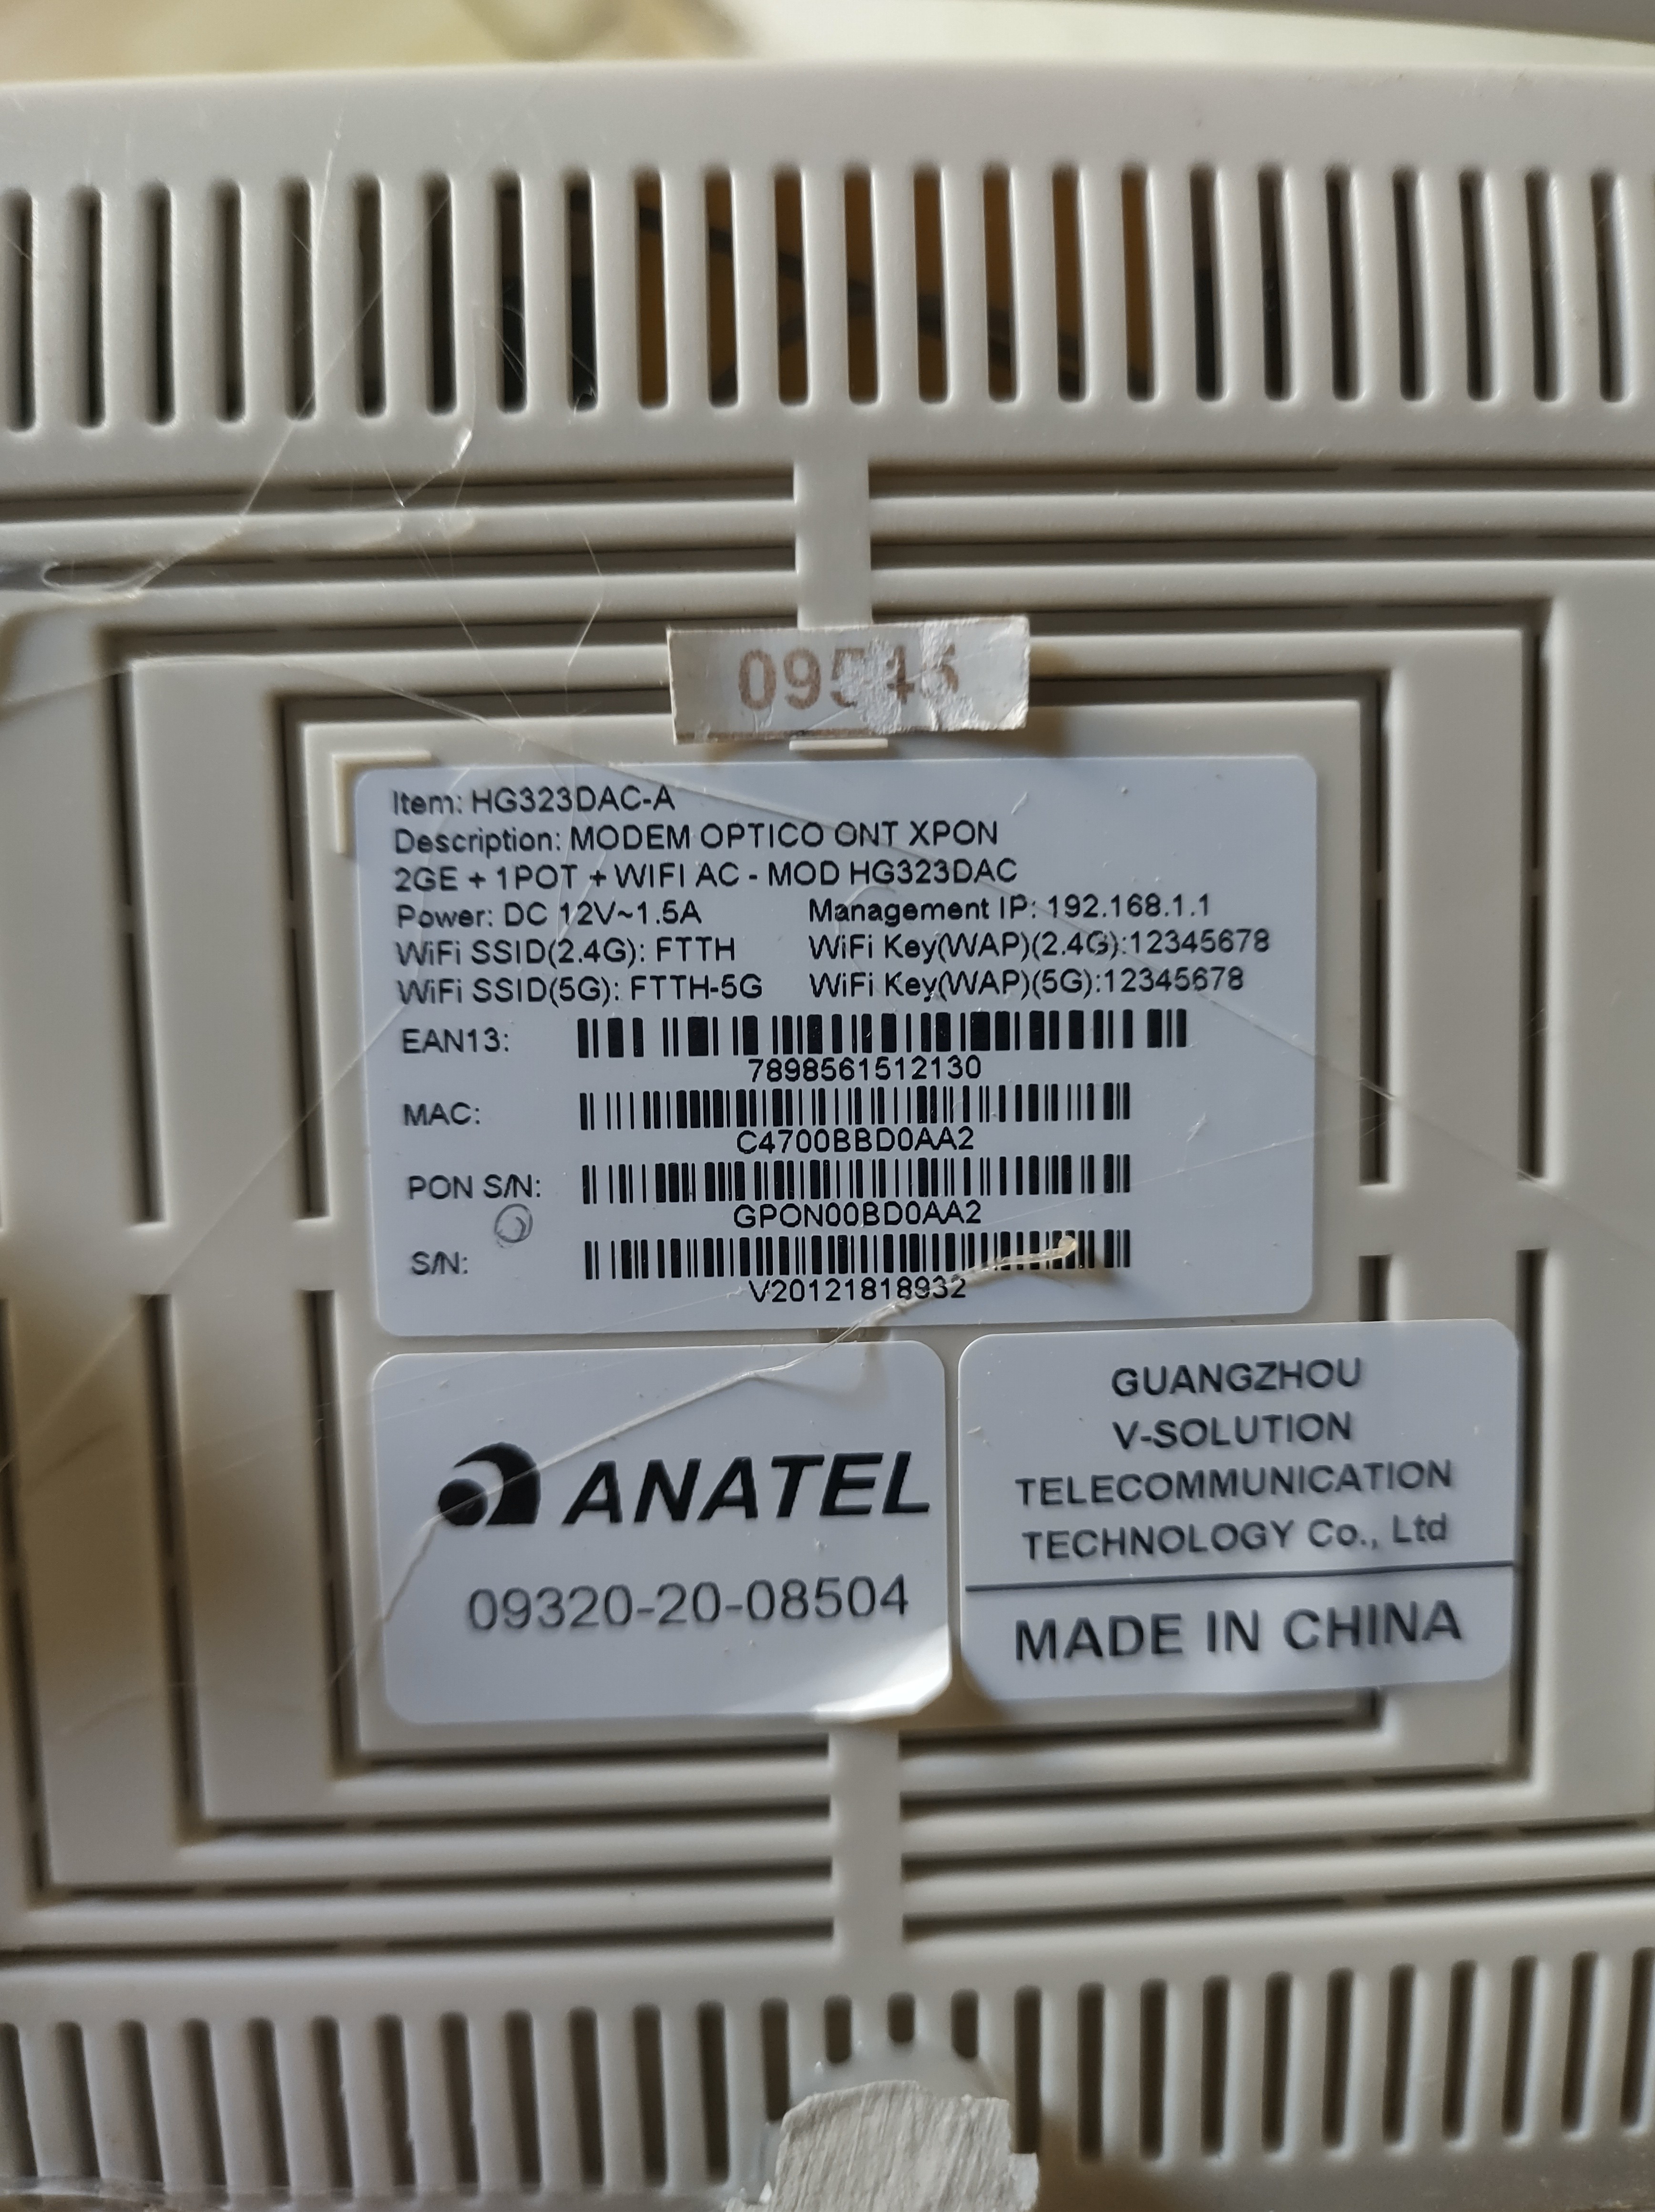 Item: HG323DAC-A
Description: MODEM OPTICO ONT XPON
2GE + 1POT + WIFI AC - MOD HG323DAC
Power: DC 12V~1.5A Management IP: 192.168.1.1
WiFi SSID(2.4G): FTTH WiFi Key(WAP)(2.4G):12345678
WiFi SSID(5G): FTTH-5G WiFi Key(WAP)(5G):12345678
EAN13:
7898561512130
MAC:
C4700BBD0AA2
PON S/N:
GPON00BD0AA2
S/N:
V20121818932
ANATEL
09320-20-08504
GUANGZHOU
V-SOLUTION
TELECOMMUNICATION
TECHNOLOGY Co., Ltd
MADE IN CHINA